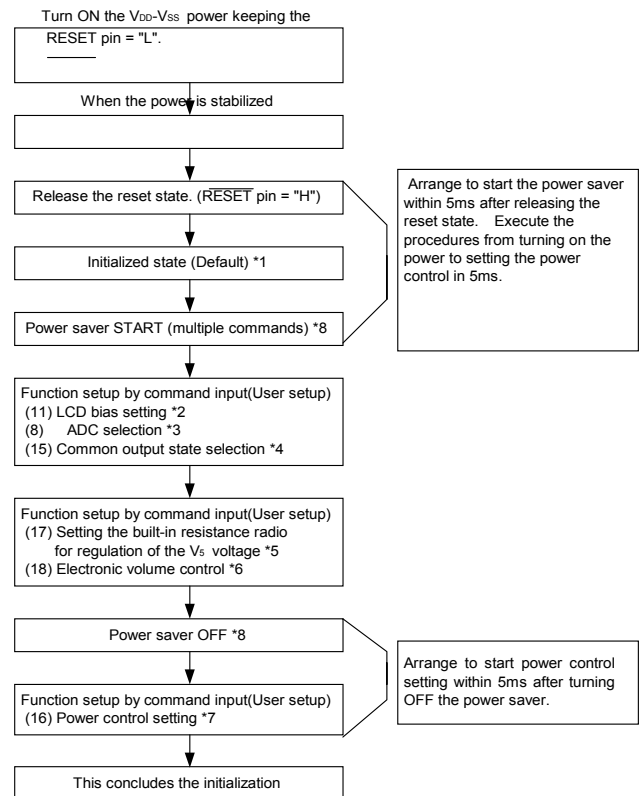 Turn ON the VDD-VSS power keeping the
RESET pin = "L".
When the power is stabilized
Release the reset state. (RESET pin = "H")
Initialized state (Default) *1
Power saver START (multiple commands) *8
Arrange to start the power saver
within 5ms after releasing the
reset state. Execute the
procedures from turning on the
power to setting the power
control in 5ms.
Function setup by command input(User setup)
(11) LCD bias setting *2
(8) ADC selection *3
(15) Common output state selection *4
Function setup by command input(User setup)
(17) Setting the built-in resistance radio
for regulation of the V5 voltage *5
(18) Electronic volume control *6
Power saver OFF *8
Function setup by command input(User setup)
(16) Power control setting *7
Arrange to start power control
setting within 5ms after turning
OFF the power saver.
This concludes the initialization